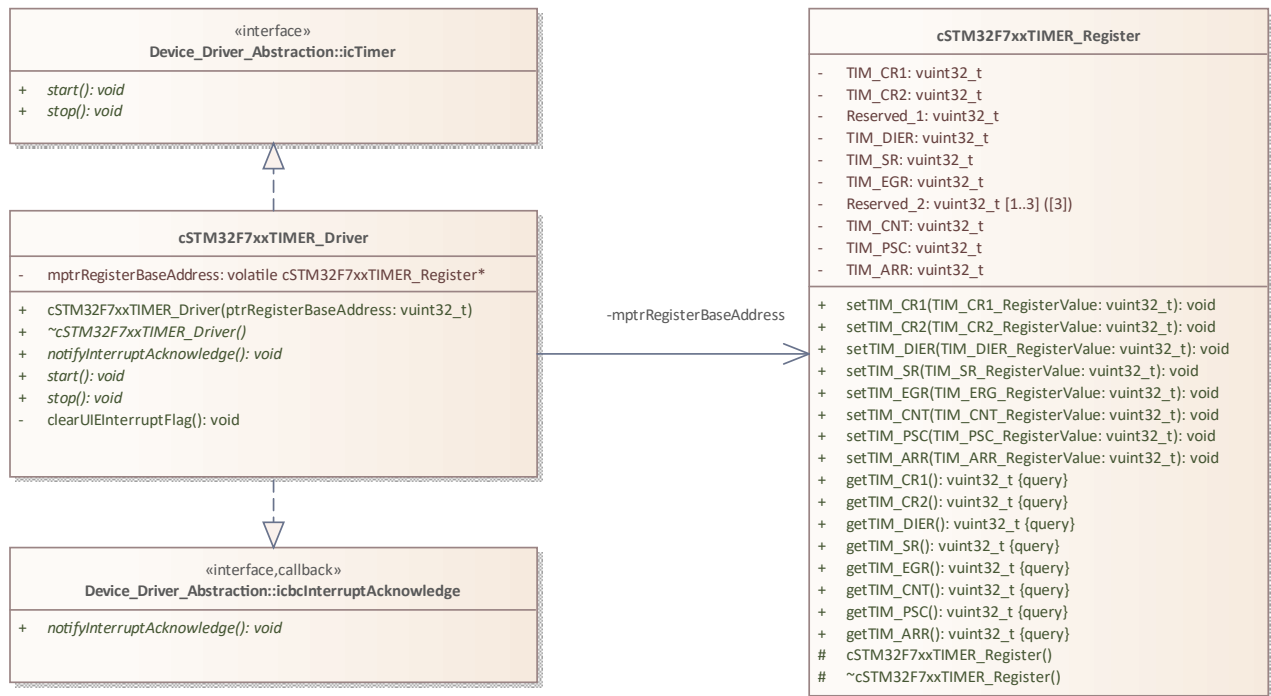 «interface»
Device_Driver_Abstraction::icTimer
+ start(): void
+ stop(): void
cSTM32F7xxTIMER_Driver
- mptrRegisterBaseAddress: volatile cSTM32F7xxTIMER_Register*
+ cSTM32F7xxTIMER_Driver(ptrRegisterBaseAddress: vuint32_t)
+ ~cSTM32F7xxTIMER_Driver()
+ notifyInterruptAcknowledge(): void
+ start(): void
+ stop(): void
- clearUIEInterruptFlag(): void
«interface,callback»
Device_Driver_Abstraction::icbcInterruptAcknowledge
+ notifyInterruptAcknowledge(): void
-mptrRegisterBaseAddress
cSTM32F7xxTIMER_Register
- TIM_CR1: vuint32_t
- TIM_CR2: vuint32_t
- Reserved_1: vuint32_t
- TIM_DIER: vuint32_t
- TIM_SR: vuint32_t
- TIM_EGR: vuint32_t
- Reserved_2: vuint32_t [1..3] ([3])
- TIM_CNT: vuint32_t
- TIM_PSC: vuint32_t
- TIM_ARR: vuint32_t
+ setTIM_CR1(TIM_CR1_RegisterValue: vuint32_t): void
+ setTIM_CR2(TIM_CR2_RegisterValue: vuint32_t): void
+ setTIM_DIER(TIM_DIER_RegisterValue: vuint32_t): void
+ setTIM_SR(TIM_SR_RegisterValue: vuint32_t): void
+ setTIM_EGR(TIM_ERG_RegisterValue: vuint32_t): void
+ setTIM_CNT(TIM_CNT_RegisterValue: vuint32_t): void
+ setTIM_PSC(TIM_PSC_RegisterValue: vuint32_t): void
+ setTIM_ARR(TIM_ARR_RegisterValue: vuint32_t): void
+ getTIM_CR1(): vuint32_t {query}
+ getTIM_CR2(): vuint32_t {query}
+ getTIM_DIER(): vuint32_t {query}
+ getTIM_SR(): vuint32_t {query}
+ getTIM_EGR(): vuint32_t {query}
+ getTIM_CNT(): vuint32_t {query}
+ getTIM_PSC(): vuint32_t {query}
+ getTIM_ARR(): vuint32_t {query}
# cSTM32F7xxTIMER_Register()
# ~cSTM32F7xxTIMER_Register()